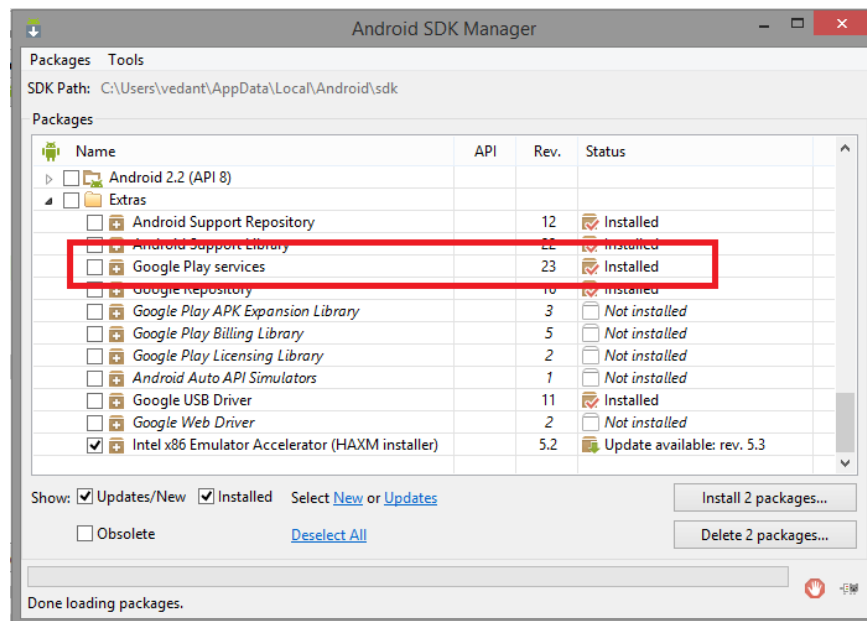 Android SDK Manager
Packages Tools
SDK Path: C:\Users\vedant\AppData\Local\Android\sdk
Packages
Name API Rev. Status
Android 2.2 (API 8)
Extras
Android Support Repository 12 Installed
Android Support Library 22 Installed
Google Play services 23 Installed
Google Repository Installed
Google Play APK Expansion Library 3 Not installed
Google Play Billing Library 5 Not installed
Google Play Licensing Library 2 Not installed
Android Auto API Simulators 1 Not installed
Google USB Driver 11 Installed
Google Web Driver 2 Not installed
Intel x86 Emulator Accelerator (HAXM installer) 5.2 Update available: rev. 5.3
Show: Updates/New Installed Select New or Updates Install 2 packages...
Obsolete Deselect All Delete 2 packages...
Done loading packages.